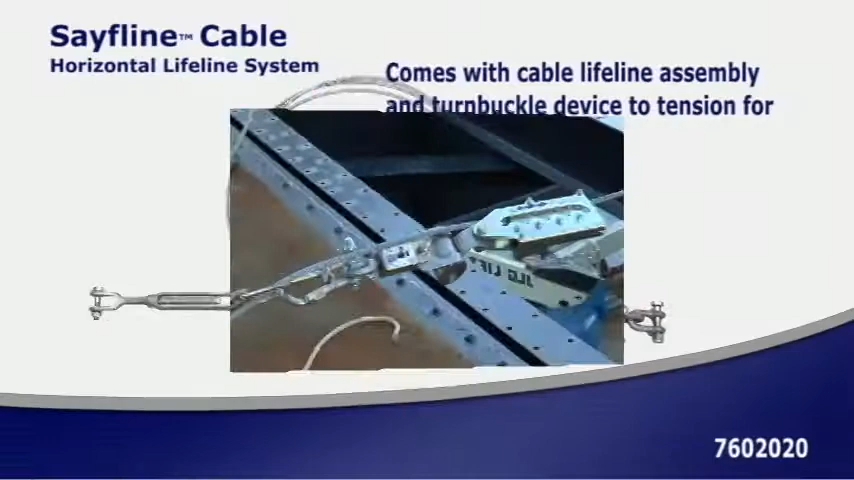 Sayfline™ Cable
Horizontal Lifeline System
Comes with cable lifeline assembly
and turnbuckle device to tension for
7602020